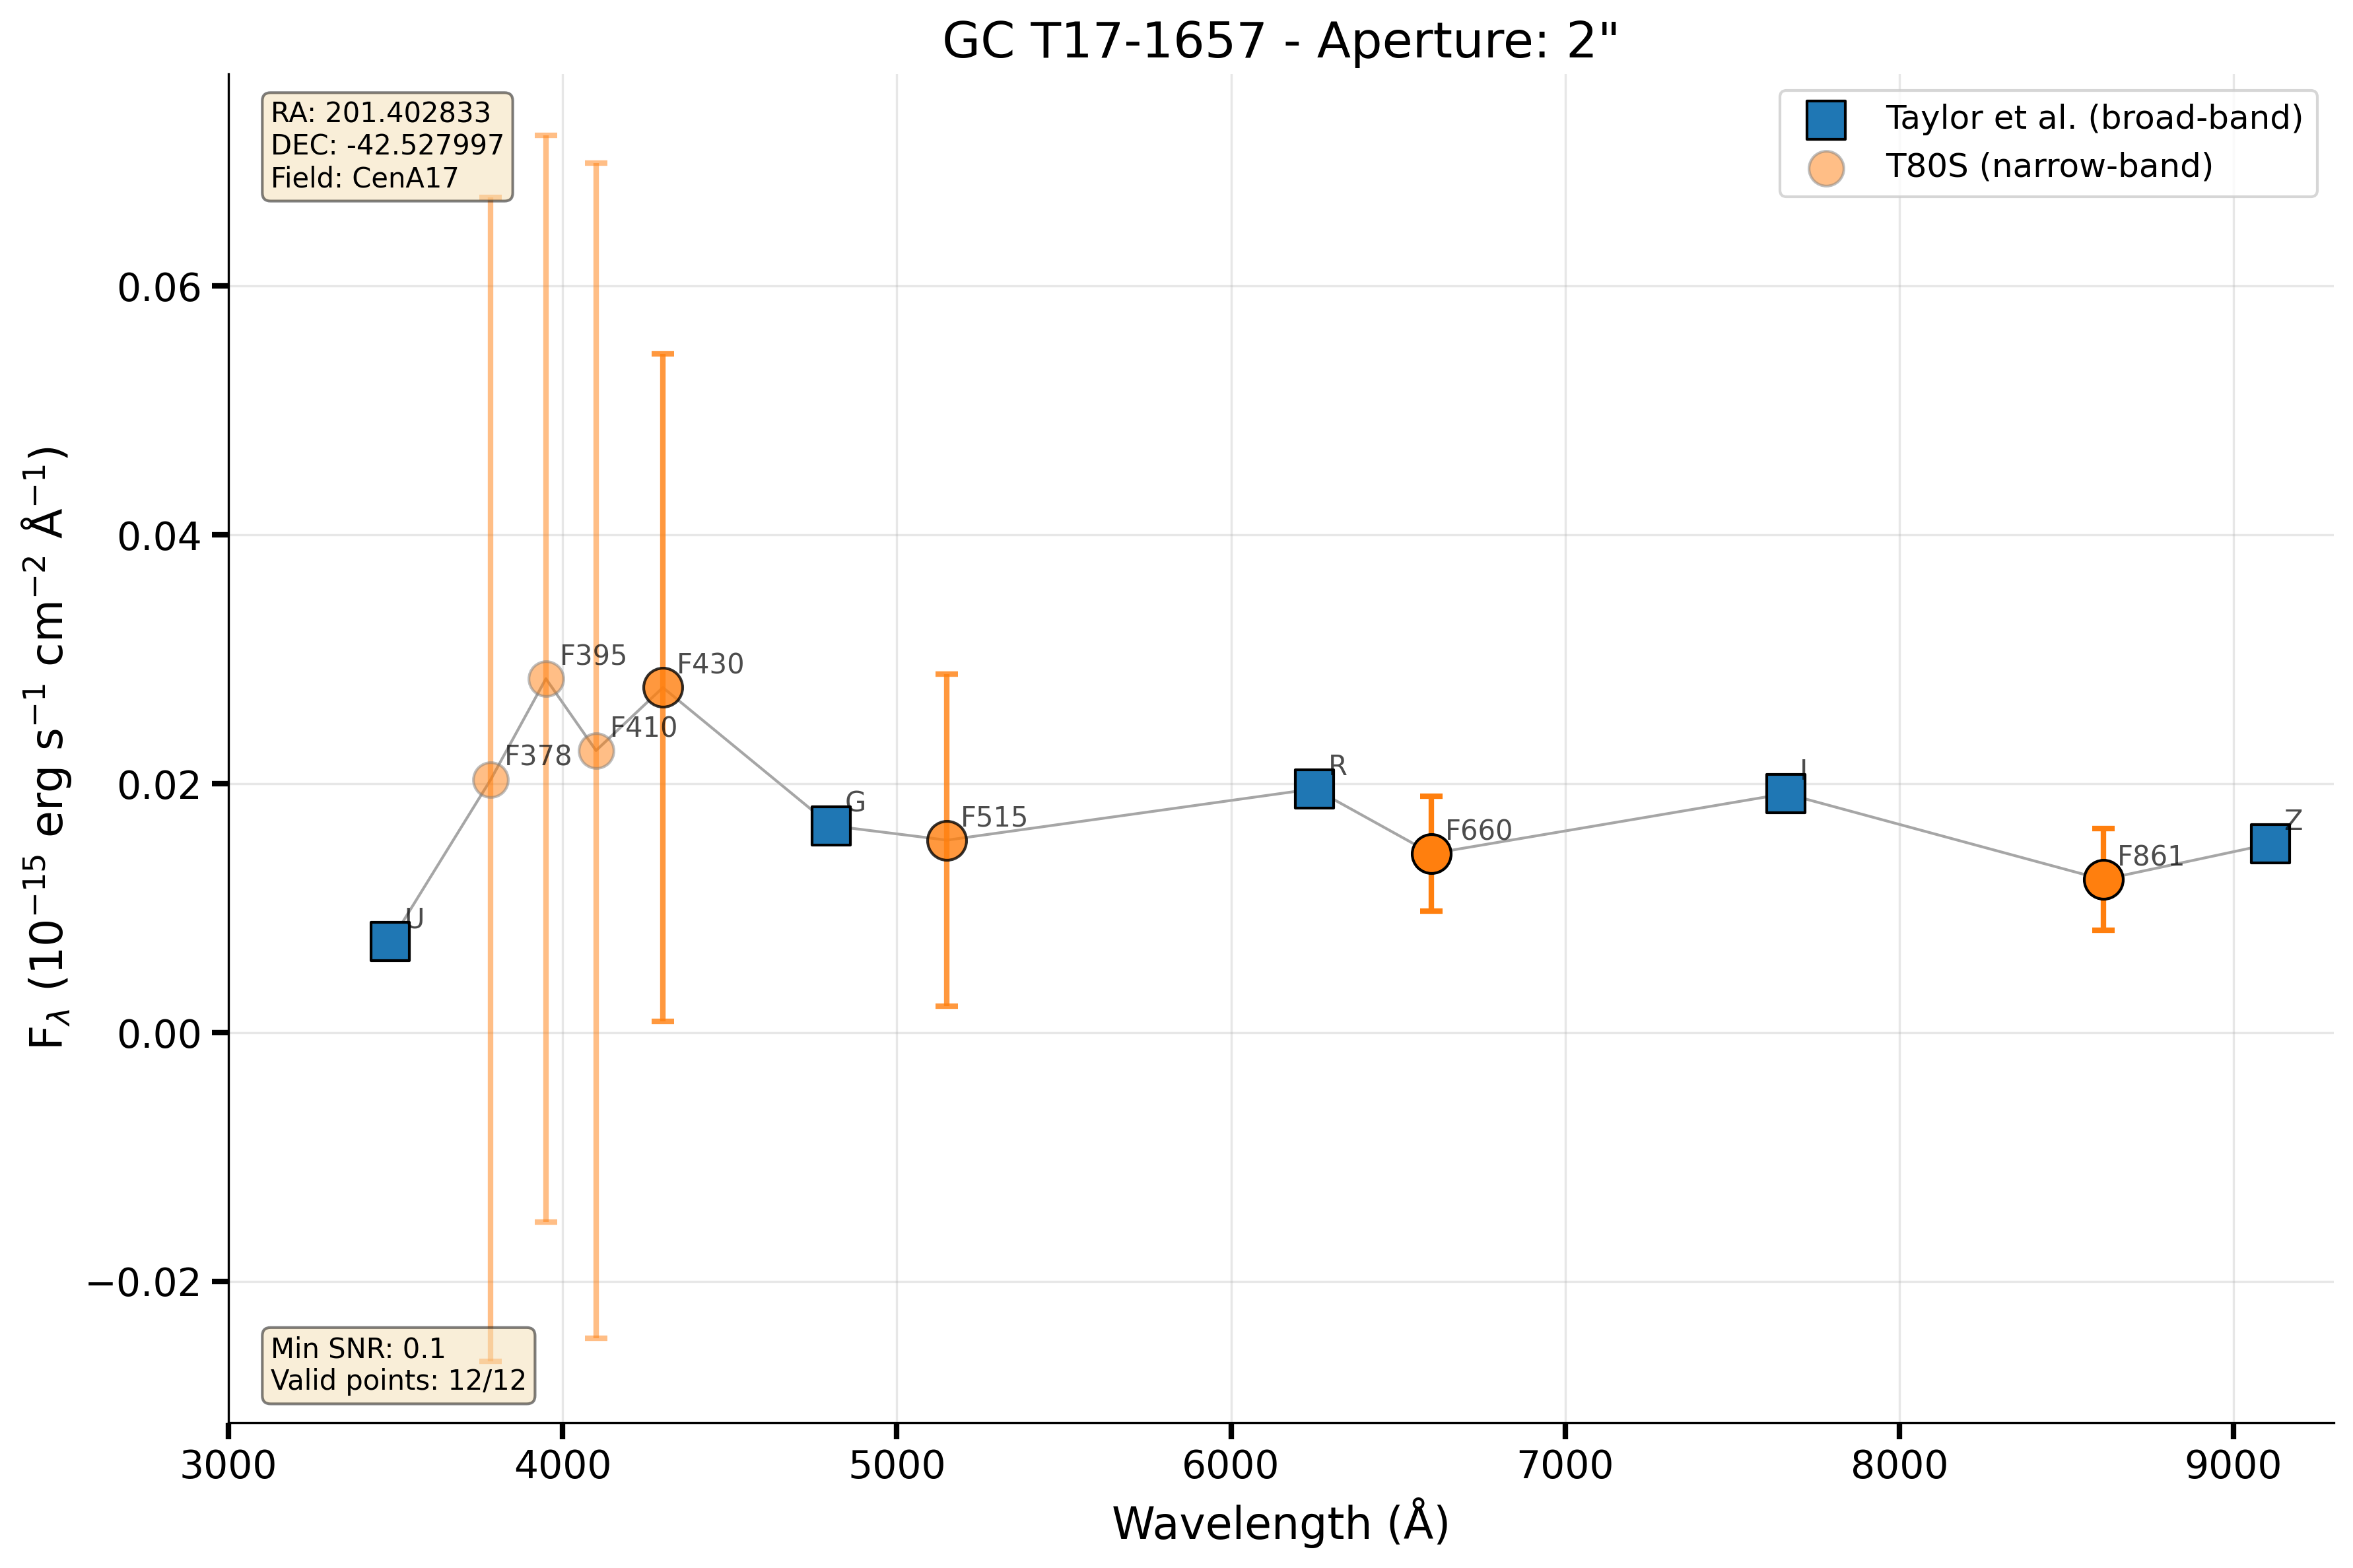 GC T17-1657 - Aperture: 2"
RA: 201.402833
DEC: -42.527997
Field: CenA17
Taylor et al. (broad-band)
T80S (narrow-band)
0.06
0.04
0.02
0.00
−0.02
F_λ (10⁻¹⁵ erg s⁻¹ cm⁻² Å⁻¹)
U
F378
F395
F410
F430
G
F515
R
F660
I
F861
Z
Min SNR: 0.1
Valid points: 12/12
3000 4000 5000 6000 7000 8000 9000
Wavelength (Å)